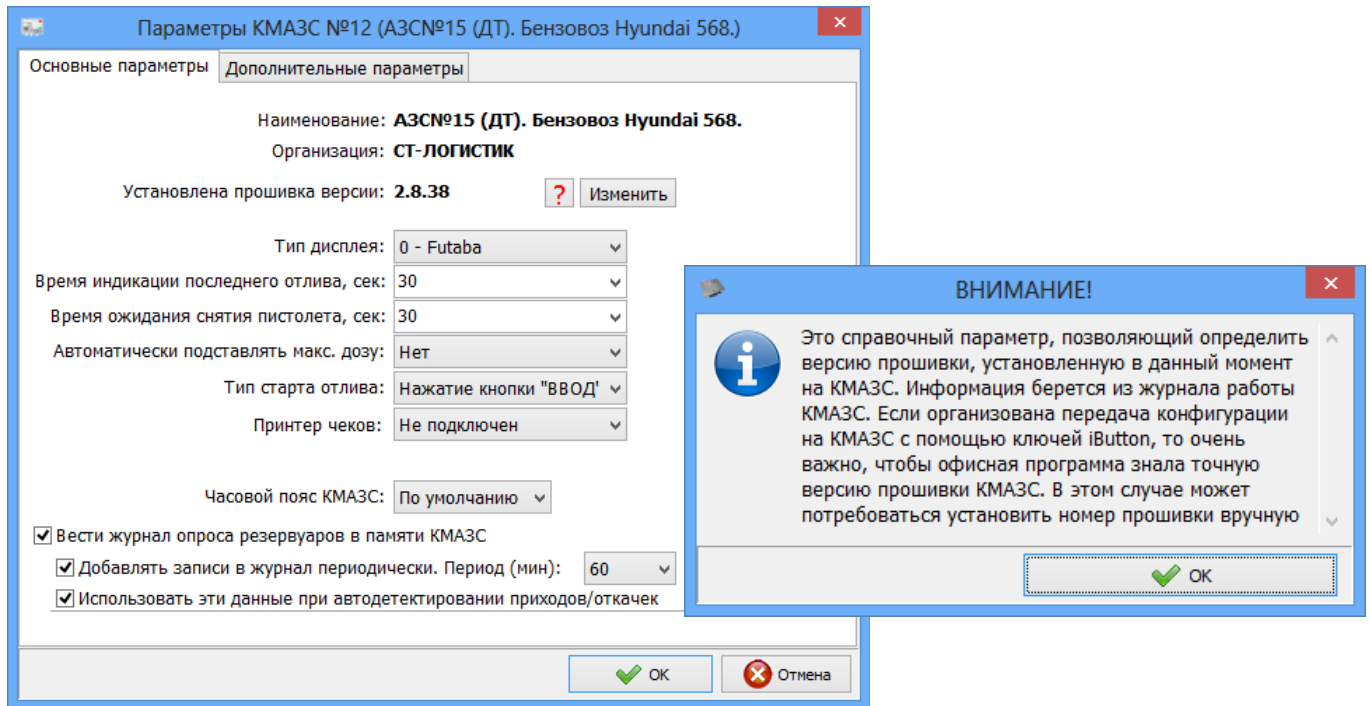 Параметры КМАЗС №12 (АЗС№15 (ДТ). Бензовоз Hyundai 568.)
Основные параметры Дополнительные параметры
Наименование: АЗС№15 (ДТ). Бензовоз Hyundai 568.
Организация: СТ-ЛОГИСТИК
Установлена прошивка версии: 2.8.38 ? Изменить
Тип дисплея: 0 - Futaba
Время индикации последнего отлива, сек: 30
Время ожидания снятия пистолета, сек: 30
Автоматически подставлять макс. дозу: Нет
Тип старта отлива: Нажатие кнопки "ВВОД"
Принтер чеков: Не подключен
Часовой пояс КМАЗС: По умолчанию
Вести журнал опроса резервуаров в памяти КМАЗС
Добавлять записи в журнал периодически. Период (мин): 60
Использовать эти данные при автодетектировании приходов/откачек
ОК Отмена
ВНИМАНИЕ!
Это справочный параметр, позволяющий определить
версию прошивки, установленную в данный момент
на КМАЗС. Информация берется из журнала работы
КМАЗС. Если организована передача конфигурации
на КМАЗС с помощью ключей iButton, то очень
важно, чтобы офисная программа знала точную
версию прошивки КМАЗС. В этом случае может
потребоваться установить номер прошивки вручную
ОК